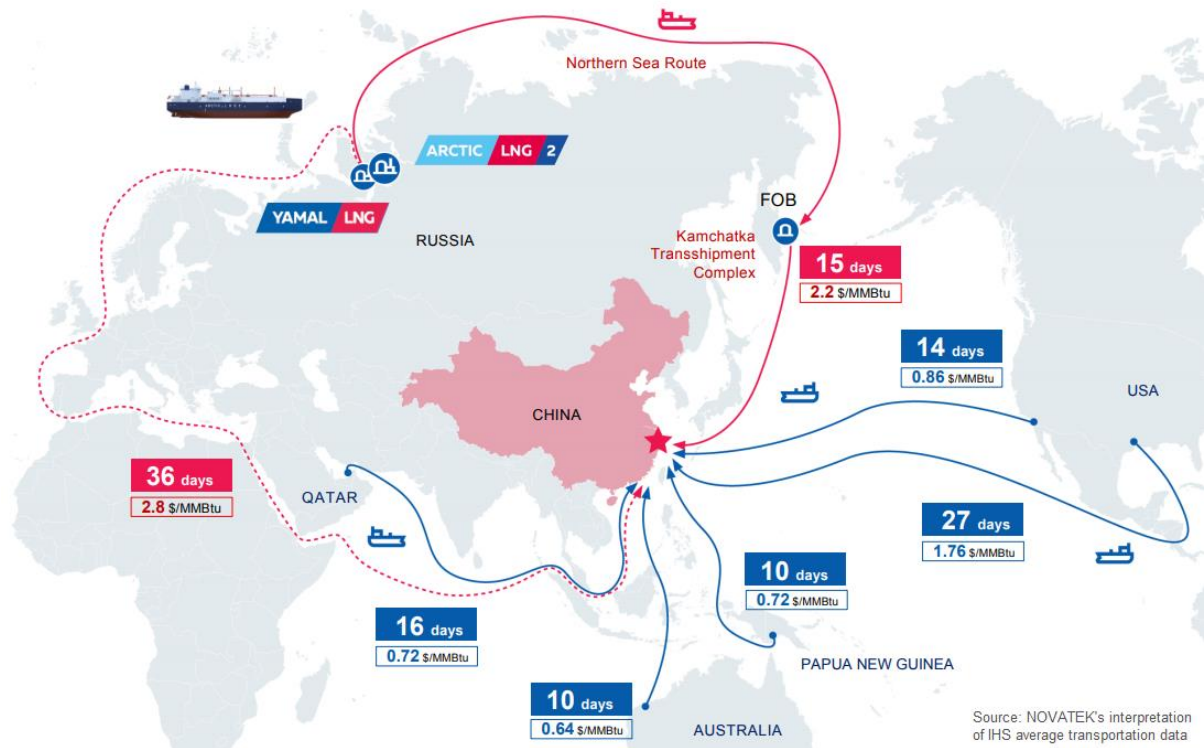 Northern Sea Route
ARCTIC LNG 2
YAMAL LNG
RUSSIA
FOB
Kamchatka
Transshipment
Complex
15 days
2.2 $/MMBtu
14 days
0.86 $/MMBtu
USA
CHINA
36 days
2.8 $/MMBtu
QATAR
27 days
1.76 $/MMBtu
10 days
0.72 $/MMBtu
16 days
0.72 $/MMBtu
PAPUA NEW GUINEA
10 days
0.64 $/MMBtu
AUSTRALIA
Source: NOVATEK's interpretation
of IHS average transportation data